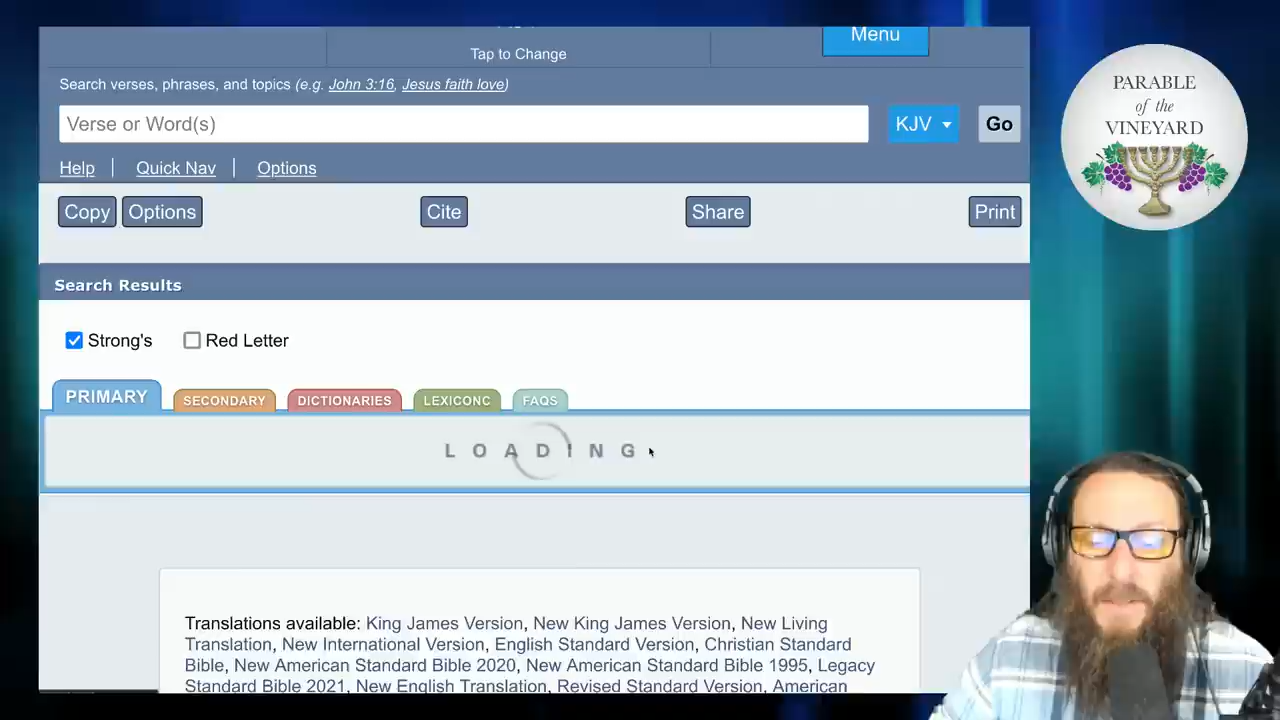 Menu
Tap to Change
Search verses, phrases, and topics (e.g. John 3:16, Jesus faith love)
Verse or Word(s)
KJV
Go
Help
Quick Nav
Options
Copy
Options
Cite
Share
Print
Search Results
Strong's
Red Letter
PRIMARY
SECONDARY
DICTIONARIES
LEXICONC
FAQS
LOADING
Translations available: King James Version, New King James Version, New Living
Translation, New International Version, English Standard Version, Christian Standard
Bible, New American Standard Bible 2020, New American Standard Bible 1995, Legacy
Standard Bible 2021, New English Translation, Revised Standard Version, American
PARABLE
of the
VINEYARD